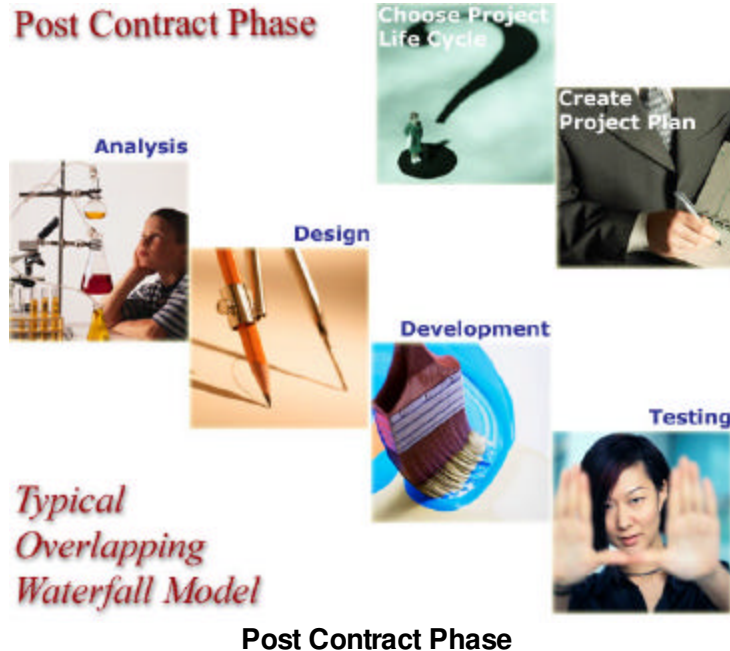 Post Contract Phase
Choose Project
Life Cycle
Create
Project Plan
Analysis
Design
Development
Testing
Typical
Overlapping
Waterfall Model
Post Contract Phase